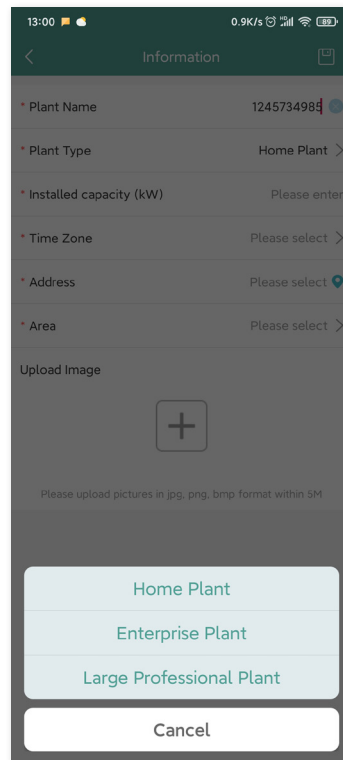 13:00 0.9K/s 89
Information
* Plant Name 1245734985
* Plant Type Home Plant
* Installed capacity (kW) Please enter
* Time Zone Please select
* Address Please select
* Area Please select
Upload Image
Please upload pictures in jpg, png, bmp format within 5M
Home Plant
Enterprise Plant
Large Professional Plant
Cancel